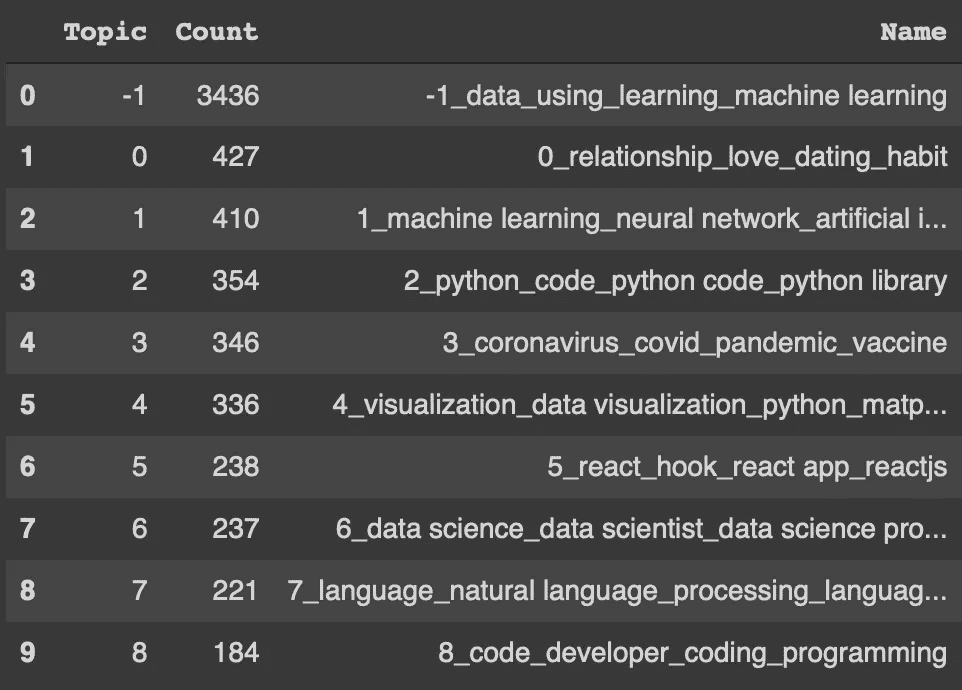 Topic Count Name
0 -1 3436 -1_data_using_learning_machine learning
1 0 427 0_relationship_love_dating_habit
2 1 410 1_machine learning_neural network_artificial i...
3 2 354 2_python_code_python code_python library
4 3 346 3_coronavirus_covid_pandemic_vaccine
5 4 336 4_visualization_data visualization_python_matp...
6 5 238 5_react_hook_react app_reactjs
7 6 237 6_data science_data scientist_data science pro...
8 7 221 7_language_natural language_processing_languag...
9 8 184 8_code_developer_coding_programming